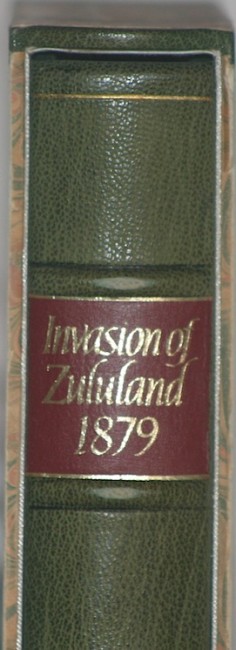 Invasion of
Zululand
1879